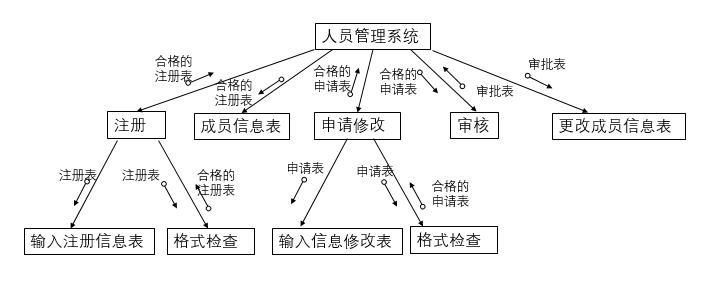 人员管理系统
合格的
注册表
合格的
注册表
合格的
申请表
合格的
申请表
审批表
审批表
注册
成员信息表
申请修改
审核
更改成员信息表
注册表
注册表
合格的
注册表
申请表
申请表
合格的
申请表
输入注册信息表
格式检查
输入信息修改表
格式检查